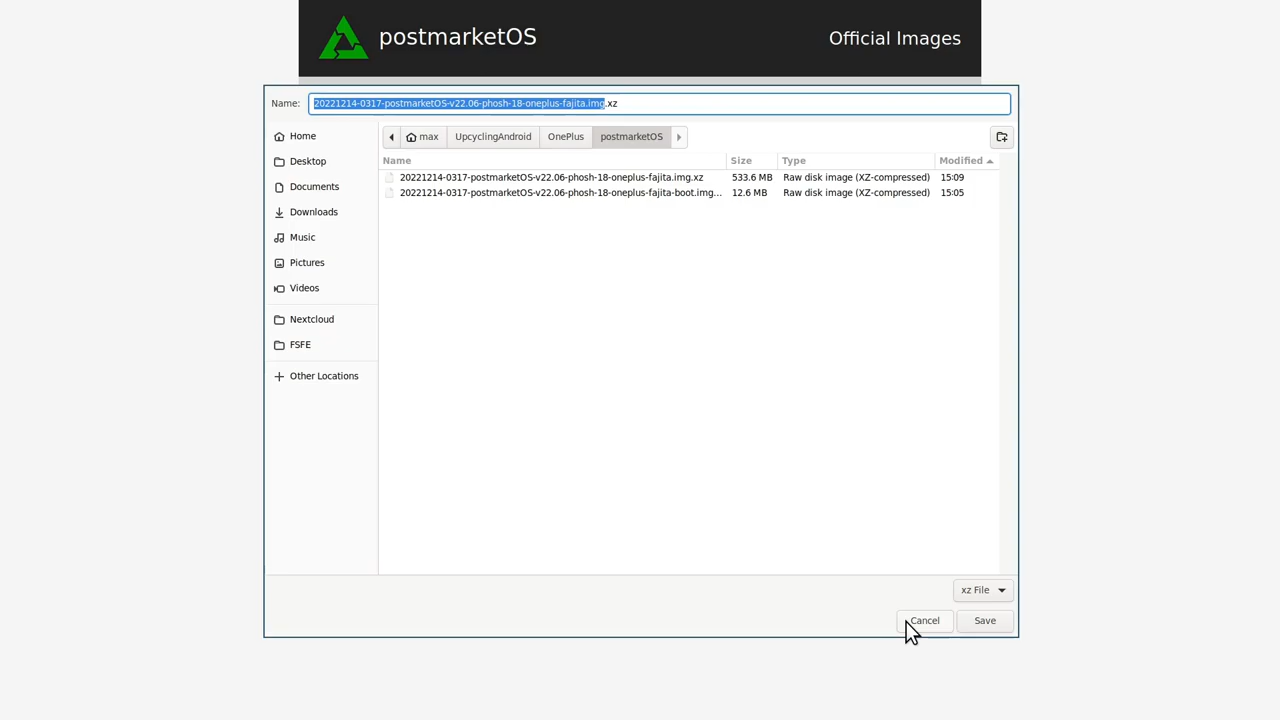 postmarketOS
Official Images
Name: 20221214-0317-postmarketOS-v22.06-phosh-18-oneplus-fajita.img.xz
Home
Desktop
Documents
Downloads
Music
Pictures
Videos
Nextcloud
FSFE
Other Locations
max UpcyclingAndroid OnePlus postmarketOS
Name Size Type Modified
20221214-0317-postmarketOS-v22.06-phosh-18-oneplus-fajita.img.xz 533.6 MB Raw disk image (XZ-compressed) 15:09
20221214-0317-postmarketOS-v22.06-phosh-18-oneplus-fajita-boot.img... 12.6 MB Raw disk image (XZ-compressed) 15:05
xz File
Cancel Save